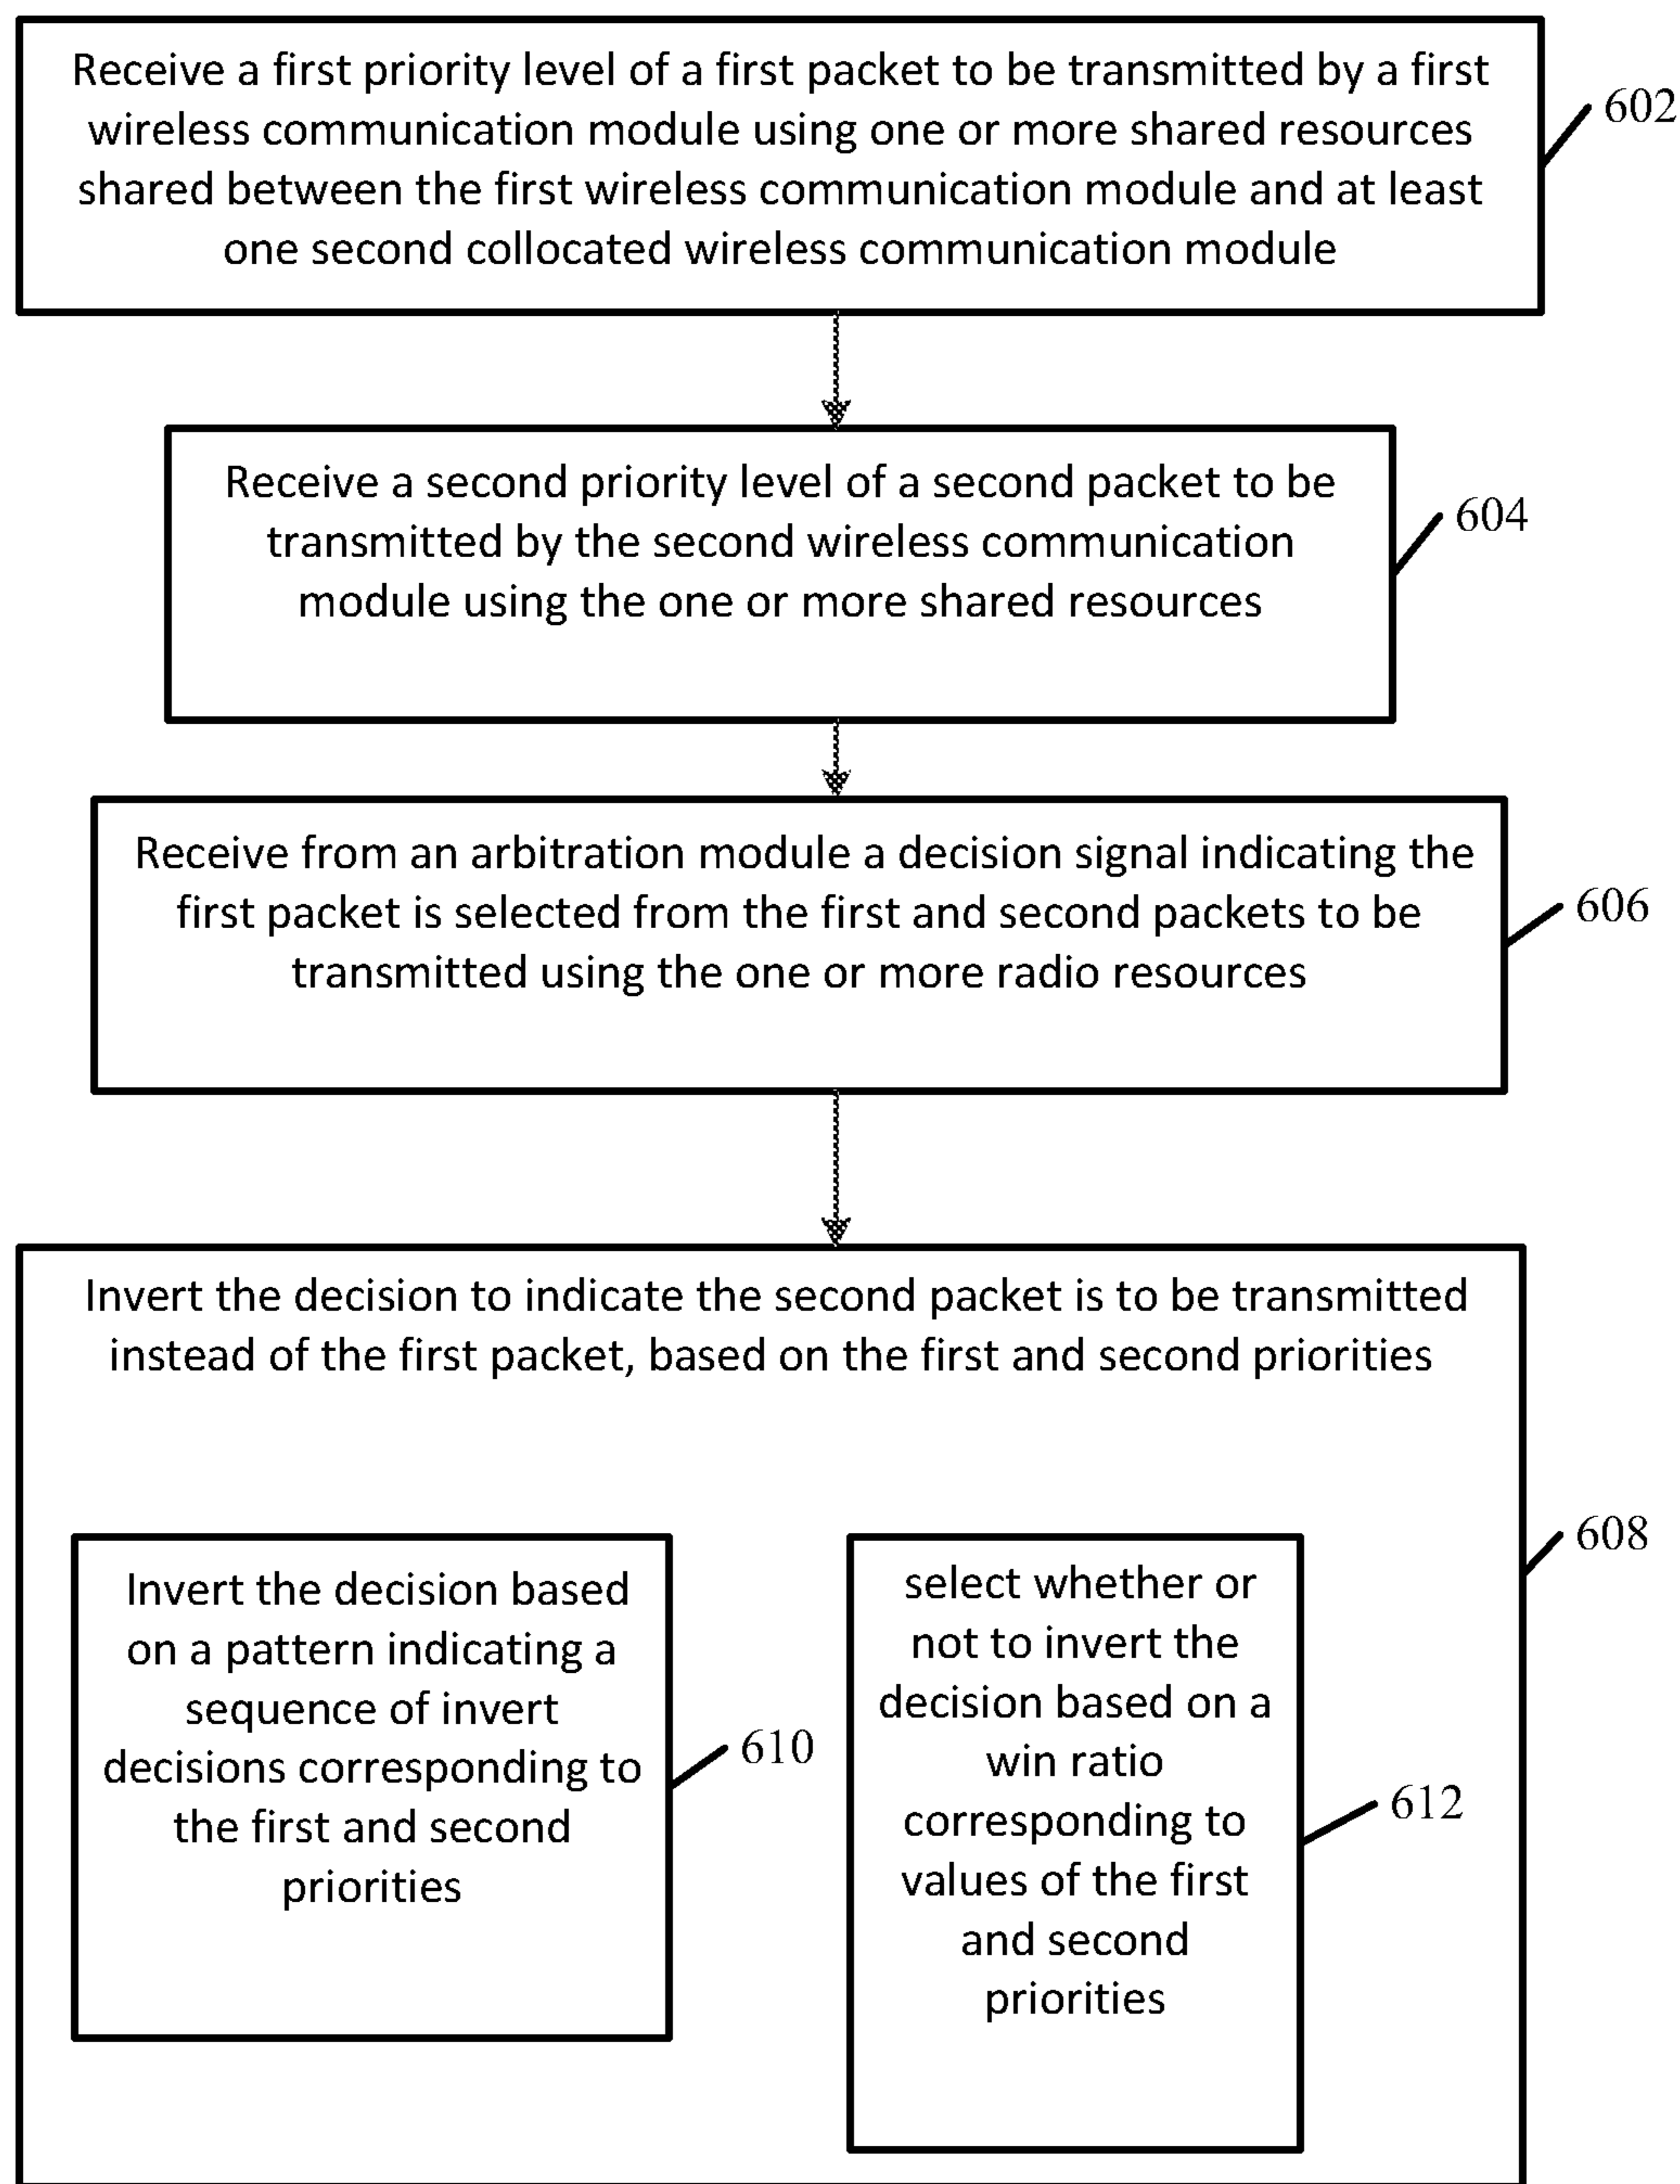 Receive a first priority level of a first packet to be transmitted by a first
wireless communication module using one or more shared resources
shared between the first wireless communication module and at least
one second collocated wireless communication module
602
Receive a second priority level of a second packet to be
transmitted by the second wireless communication
module using the one or more shared resources
604
Receive from an arbitration module a decision signal indicating the
first packet is selected from the first and second packets to be
transmitted using the one or more radio resources
606
Invert the decision to indicate the second packet is to be transmitted
instead of the first packet, based on the first and second priorities
608
Invert the decision based
on a pattern indicating a
sequence of invert
decisions corresponding to
the first and second
priorities
610
select whether or
not to invert the
decision based on a
win ratio
corresponding to
values of the first
and second
priorities
612